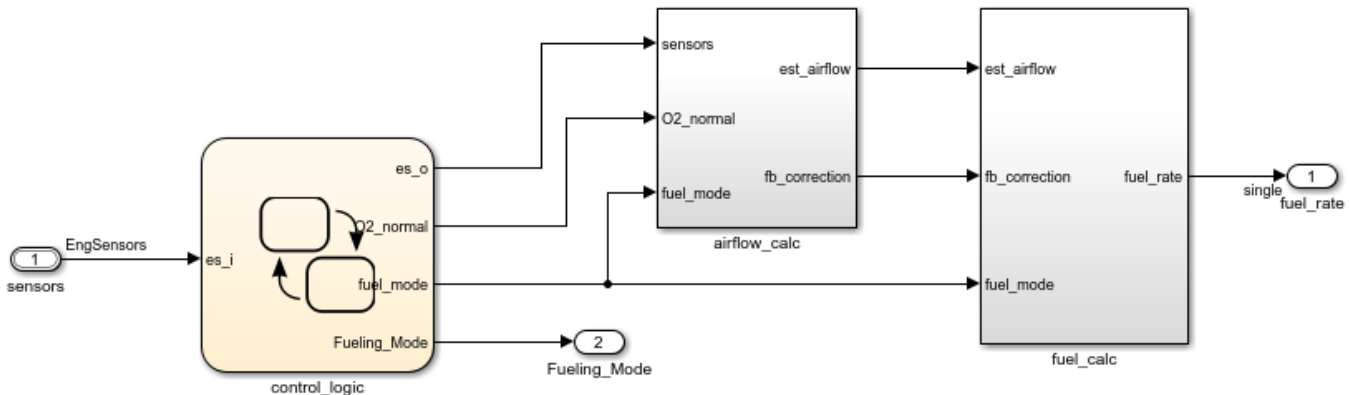 sensors
est_airflow
O2_normal
fb_correction
fuel_mode
airflow_calc
est_airflow
fb_correction
fuel_rate
fuel_mode
fuel_calc
single
1
fuel_rate
1
EngSensors
sensors
es_i
es_o
O2_normal
fuel_mode
Fueling_Mode
control_logic
2
Fueling_Mode